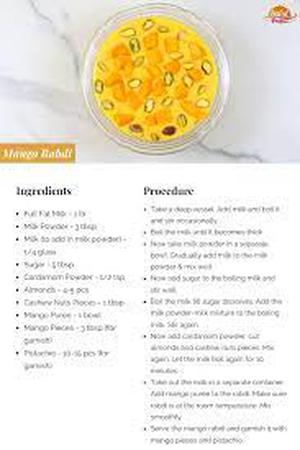 Mango Rabdi
Ingredients
Full Fat Milk - 1 ltr
Milk Powder - 3 tbsp
Milk (to add in milk powder) -
1/4 glass
Sugar - 5 tbsp
Cardamom Powder - 1/2 tsp
Almonds - 4-5 pcs
Cashew Nuts Pieces - 1 tbsp
Mango Puree - 1 bowl
Mango Pieces - 3 tbsp (for
garnish)
Pistachio - 10-15 pcs (for
garnish)
Procedure
Take a deep vessel. Add milk and boil it
and stir occasionally.
Boil the milk until it becomes thick.
Now take milk powder in a separate
bowl. Gradually add milk to the milk
powder & mix well.
Now add sugar to the boiling milk and
stir well.
Boil the milk till sugar dissolves. Add the
milk powder-milk mixture to the boiling
milk. Stir again.
Now add cardamom powder, cut
almonds and cashew nuts pieces. Mix
again. Let the milk boil again for 10
minutes.
Take out the milk in a separate container.
Add mango puree to the rabdi. Make sure
rabdi is at the room temperature. Mix
smoothly.
Serve the mango rabdi and garnish it with
mango pieces and pistachio.